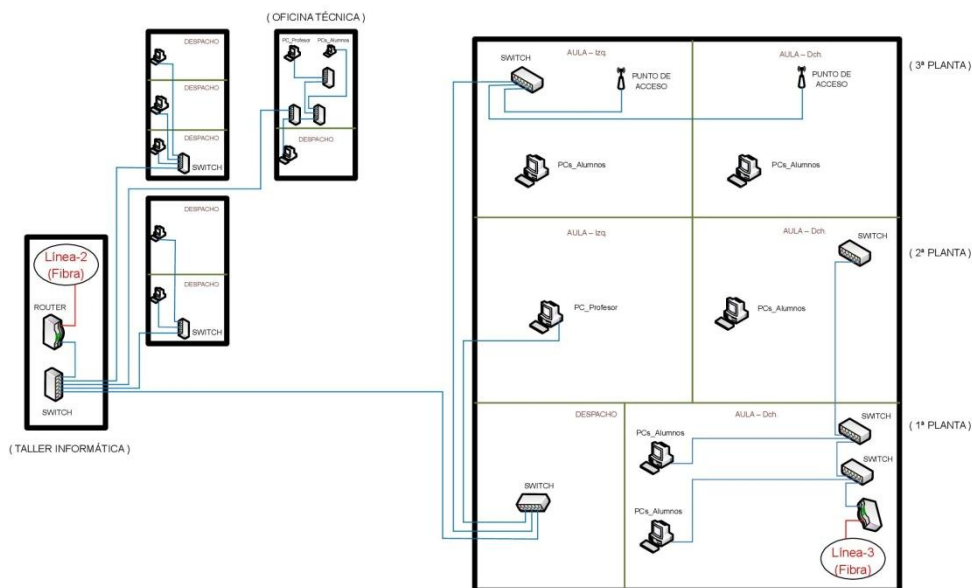 ( OFICINA TÉCNICA )
DESPACHO
DESPACHO
DESPACHO
SWITCH
PC_Profesor
PCs_Alumnos
DESPACHO
DESPACHO
DESPACHO
SWITCH
Línea-2
(Fibra)
ROUTER
SWITCH
( TALLER INFORMÁTICA )
AULA – Izq.
SWITCH
PUNTO DE
ACCESO
PCs_Alumnos
AULA – Dch.
PUNTO DE
ACCESO
PCs_Alumnos
( 3ª PLANTA )
AULA – Izq.
PC_Profesor
AULA – Dch.
SWITCH
PCs_Alumnos
( 2ª PLANTA )
DESPACHO
SWITCH
AULA – Dch.
PCs_Alumnos
SWITCH
SWITCH
PCs_Alumnos
Línea-3
(Fibra)
( 1ª PLANTA )